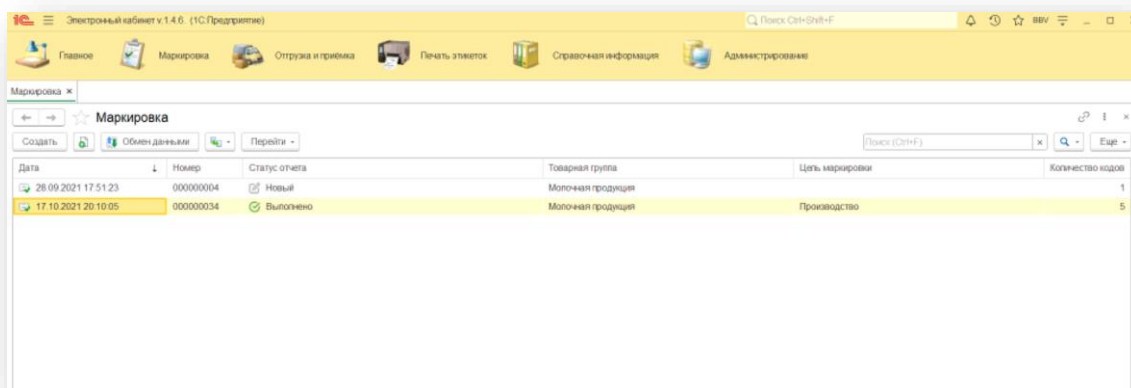 1С Электронный кабинет v.1.4.6. (1С:Предприятие) Поиск Ctrl+Shift+F BBV
Главное Маркировка Отгрузка и приёмка Печать этикеток Справочная информация Администрирование
Маркировка ×
Маркировка
Создать Обмен данными Перейти Поиск (Ctrl+F) × Еще
Дата ↓ Номер Статус отчета Товарная группа Цель маркировки Количество кодов
28.09.2021 17:51:23 000000004 Новый Молочная продукция 1
17.10.2021 20:10:05 000000034 Выполнено Молочная продукция Производство 5